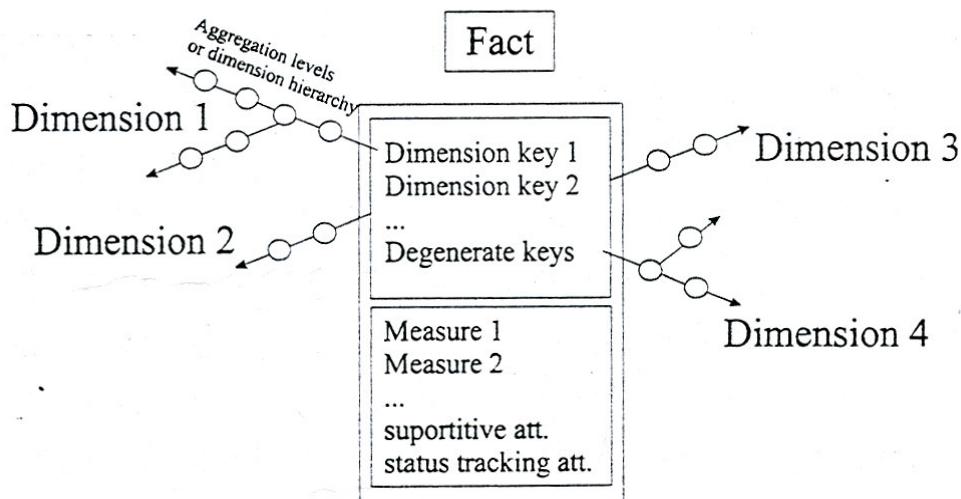 Fact
Aggregation levels
or dimension hierarchy
Dimension 1
Dimension 2
Dimension key 1
Dimension key 2
...
Degenerate keys
Measure 1
Measure 2
...
suportitive att.
status tracking att.
Dimension 3
Dimension 4